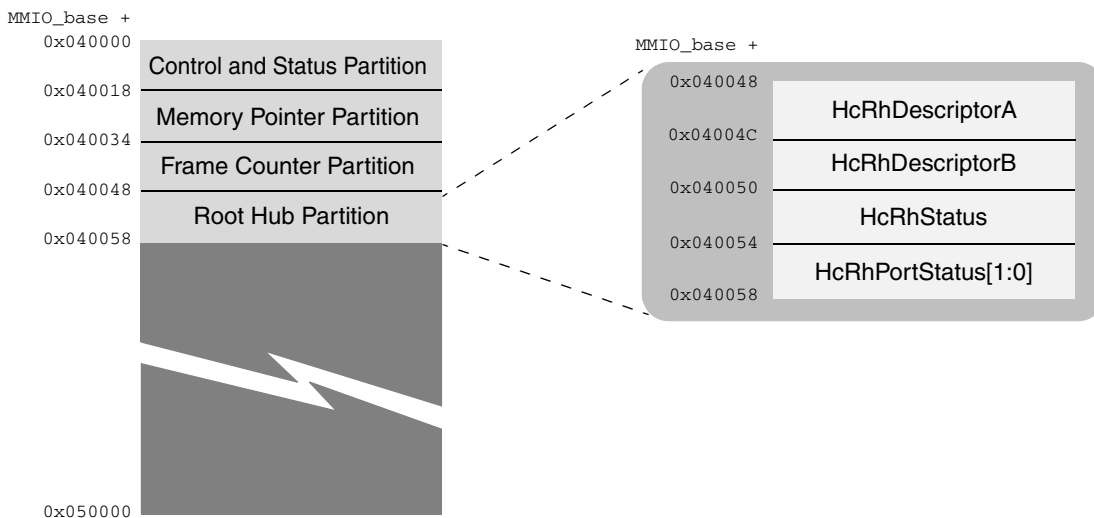 MMIO_base +
0x040000
Control and Status Partition
0x040018
Memory Pointer Partition
0x040034
Frame Counter Partition
0x040048
Root Hub Partition
0x040058
0x050000
MMIO_base +
0x040048
HcRhDescriptorA
0x04004C
HcRhDescriptorB
0x040050
HcRhStatus
0x040054
HcRhPortStatus[1:0]
0x040058